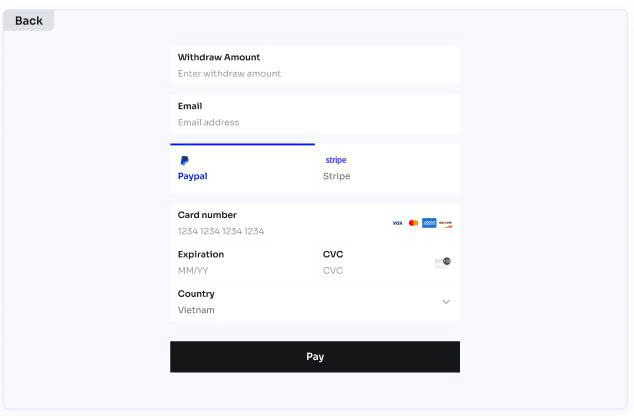 Back
Withdraw Amount
Enter withdraw amount
Email
Email address
stripe
Paypal
Stripe
Card number
1234 1234 1234 1234
VISA
Expiration
CVC
MM/YY
CVC
Country
Vietnam
Pay